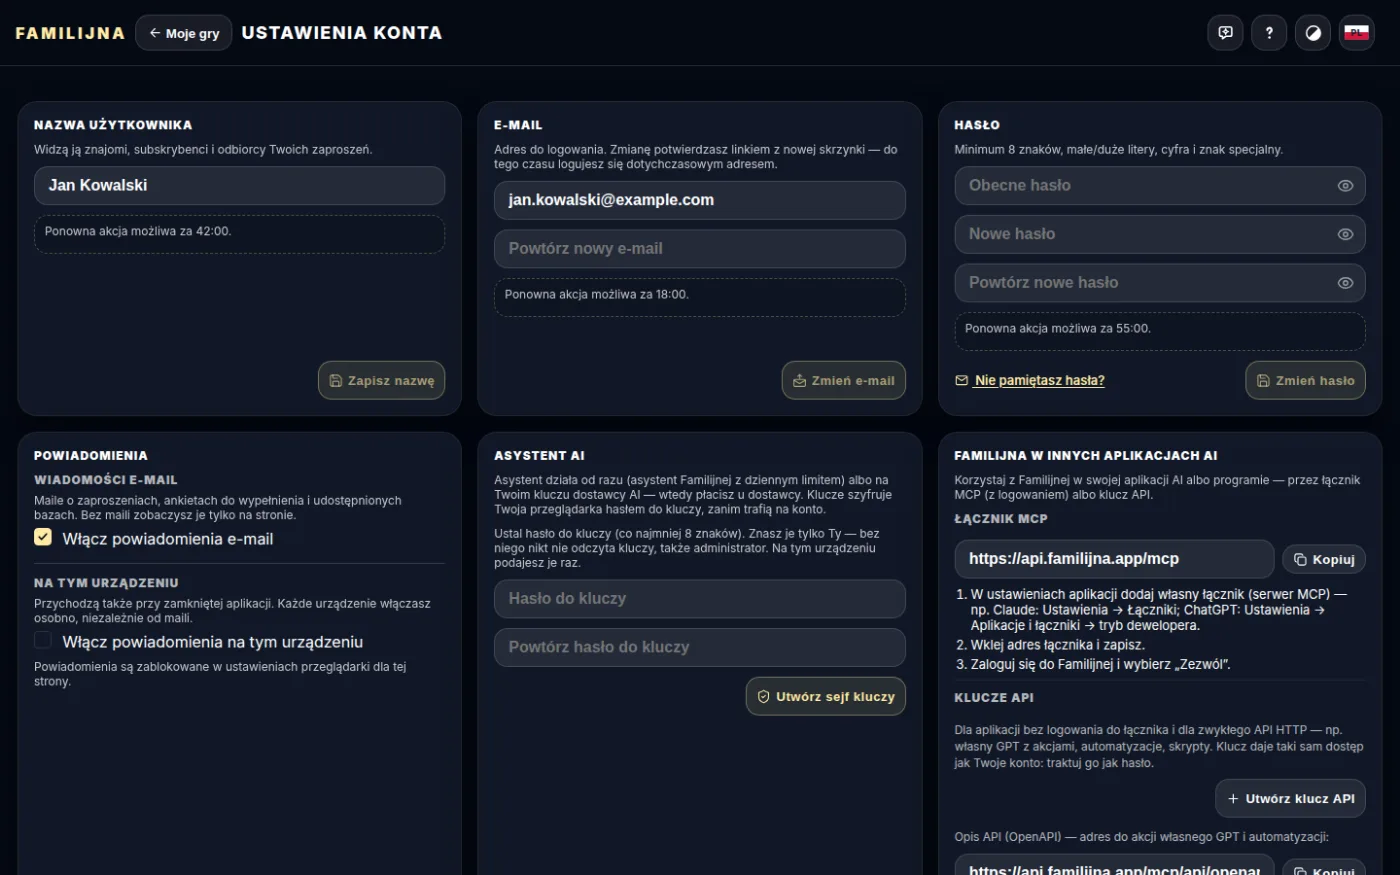 FAMILIJNA
← Moje gry
USTAWIENIA KONTA
?
PL
NAZWA UŻYTKOWNIKA
Widzą ją znajomi, subskrybenci i odbiorcy Twoich zaproszeń.
Jan Kowalski
Ponowna akcja możliwa za 42:00.
Zapisz nazwę
E-MAIL
Adres do logowania. Zmianę potwierdzasz linkiem z nowej skrzynki — do
tego czasu logujesz się dotychczasowym adresem.
jan.kowalski@example.com
Powtórz nowy e-mail
Ponowna akcja możliwa za 18:00.
Zmień e-mail
HASŁO
Minimum 8 znaków, małe/duże litery, cyfra i znak specjalny.
Obecne hasło
Nowe hasło
Powtórz nowe hasło
Ponowna akcja możliwa za 55:00.
Nie pamiętasz hasła?
Zmień hasło
POWIADOMIENIA
WIADOMOŚCI E-MAIL
Maile o zaproszeniach, ankietach do wypełnienia i udostępnionych
bazach. Bez maili zobaczysz je tylko na stronie.
Włącz powiadomienia e-mail
NA TYM URZĄDZENIU
Przychodzą także przy zamkniętej aplikacji. Każde urządzenie włączasz
osobno, niezależnie od maili.
Włącz powiadomienia na tym urządzeniu
Powiadomienia są zablokowane w ustawieniach przeglądarki dla tej
strony.
ASYSTENT AI
Asystent działa od razu (asystent Familijnej z dziennym limitem) albo na
Twoim kluczu dostawcy AI — wtedy płacisz u dostawcy. Klucze szyfruje
Twoja przeglądarka hasłem do kluczy, zanim trafią na konto.
Ustal hasło do kluczy (co najmniej 8 znaków). Znasz je tylko Ty — bez
niego nikt nie odczyta kluczy, także administrator. Na tym urządzeniu
podajesz je raz.
Hasło do kluczy
Powtórz hasło do kluczy
Utwórz sejf kluczy
FAMILIJNA W INNYCH APLIKACJACH AI
Korzystaj z Familijnej w swojej aplikacji AI albo programie — przez łącznik
MCP (z logowaniem) albo klucz API.
ŁĄCZNIK MCP
https://api.familijna.app/mcp
Kopiuj
1. W ustawieniach aplikacji dodaj własny łącznik (serwer MCP) —
np. Claude: Ustawienia → Łączniki; ChatGPT: Ustawienia →
Aplikacje i łączniki → tryb dewelopera.
2. Wklej adres łącznika i zapisz.
3. Zaloguj się do Familijnej i wybierz „Zezwól”.
KLUCZE API
Dla aplikacji bez logowania do łącznika i dla zwykłego API HTTP — np.
własny GPT z akcjami, automatyzacje, skrypty. Klucz daje taki sam dostęp
jak Twoje konto: traktuj go jak hasło.
+ Utwórz klucz API
Opis API (OpenAPI) — adres do akcji własnego GPT i automatyzacji:
https://api.familijna.app/mcp/api/openap
Kopiuj